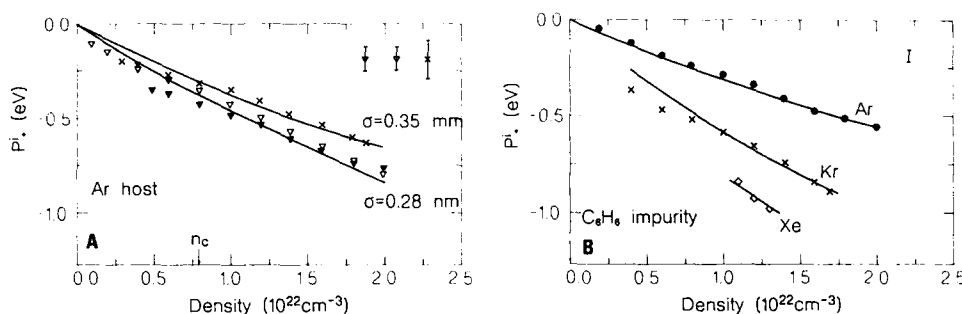 0.0
-0.5
-1.0
Pi+ (eV)
σ=0.35 mm
σ=0.28 nm
Ar host
A
nc
0.0 0.5 1.0 1.5 2.0 2.5
Density (10²²cm⁻³)
0.0
-0.5
-1.0
Pi+ (eV)
I
Ar
Kr
Xe
C₆H₆ impurity
B
0.0 0.5 1.0 1.5 2.0 2.5
Density (10²²cm⁻³)